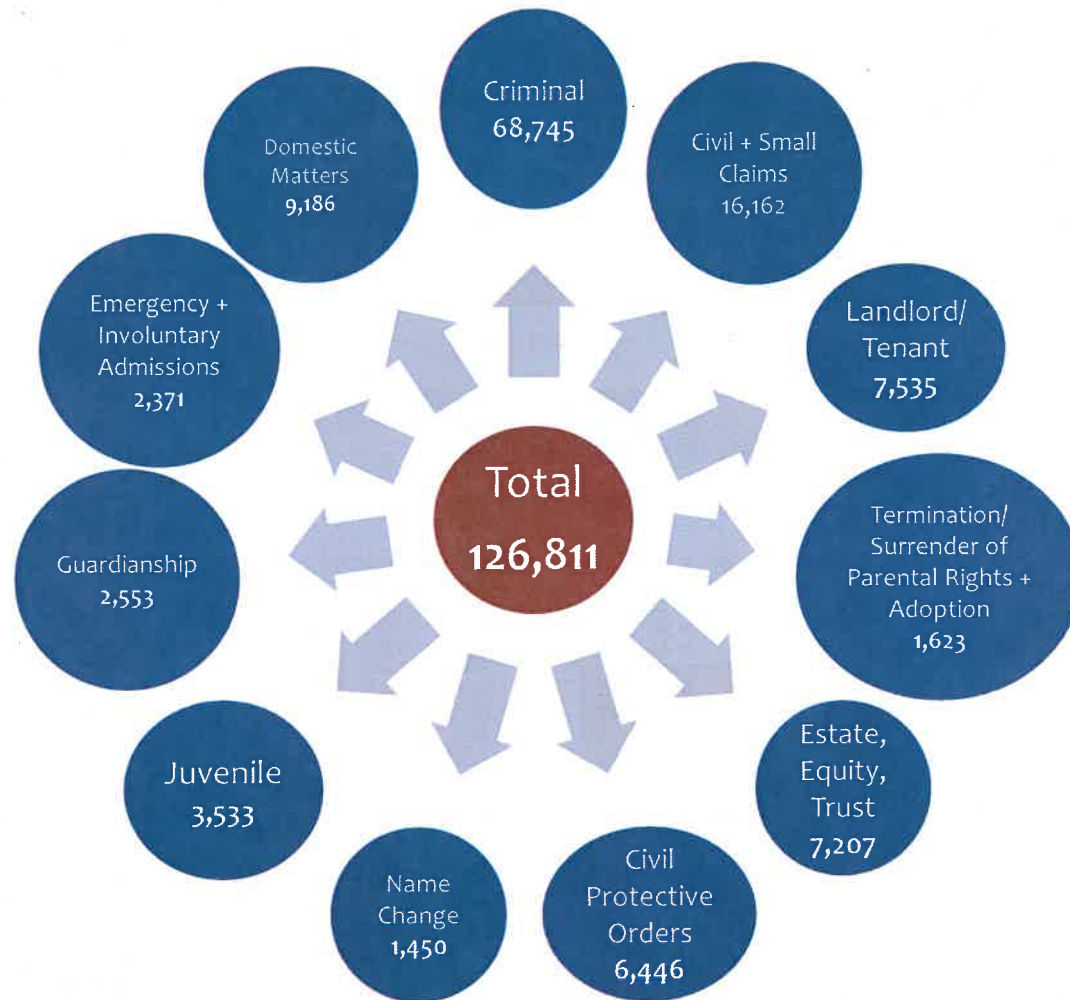 Criminal
68,745
Civil + Small
Claims
16,162
Landlord/
Tenant
7,535
Termination/
Surrender of
Parental Rights +
Adoption
1,623
Estate,
Equity,
Trust
7,207
Civil
Protective
Orders
6,446
Name
Change
1,450
Juvenile
3,533
Guardianship
2,553
Emergency +
Involuntary
Admissions
2,371
Domestic
Matters
9,186
Total
126,811